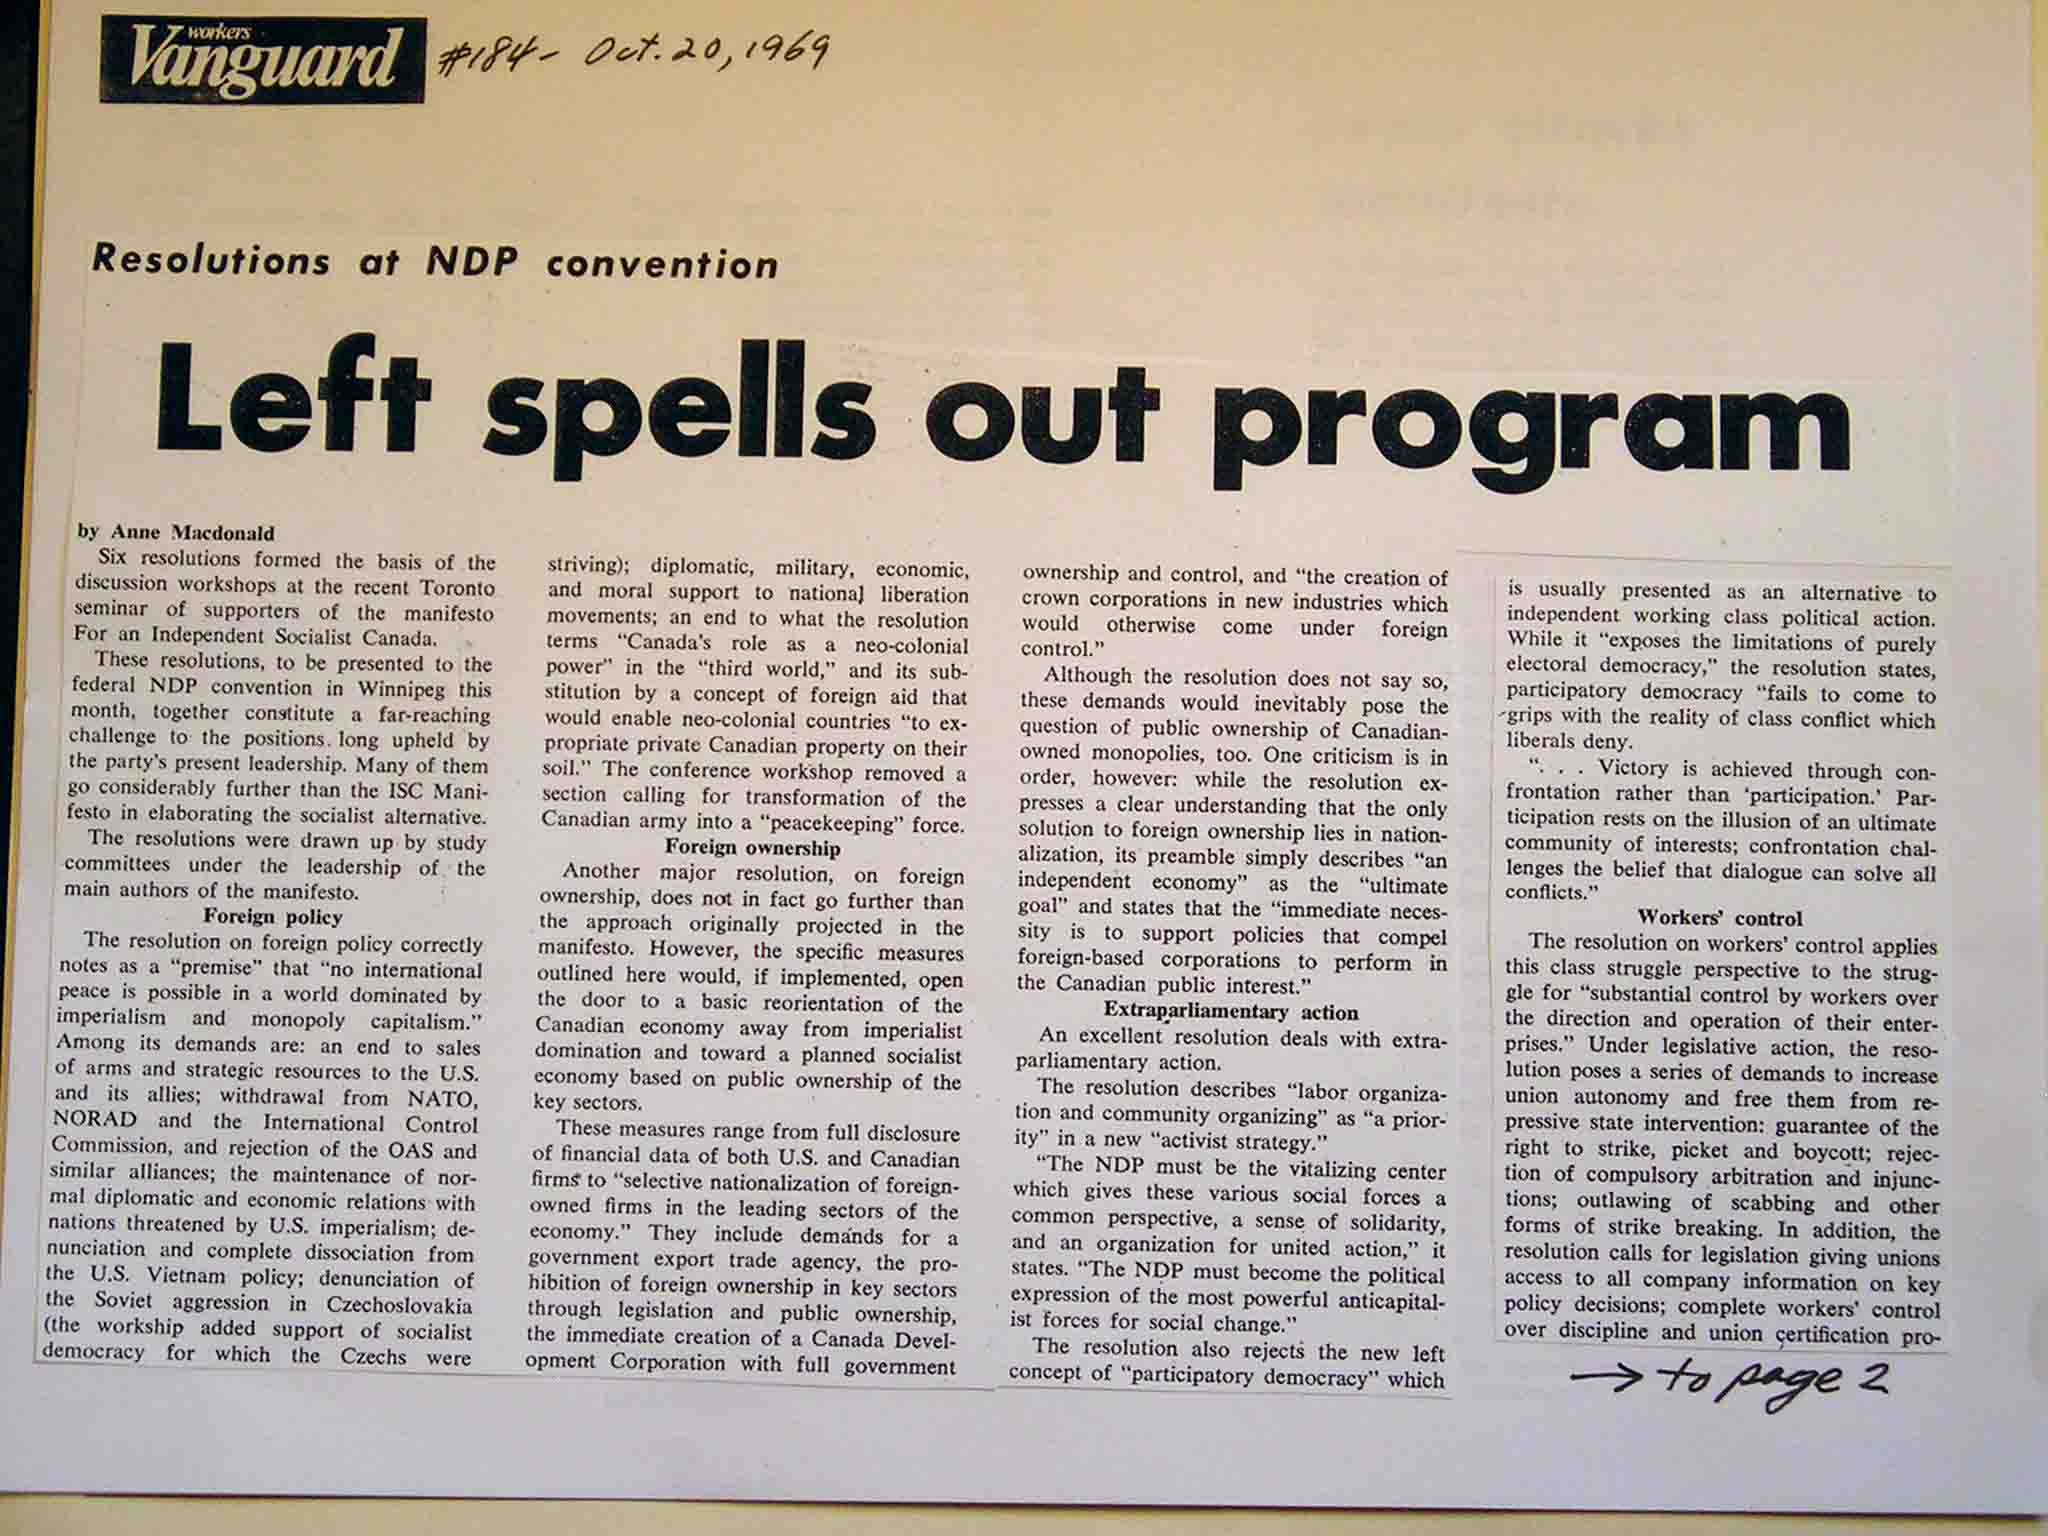 workers
Vanguard
#184- Oct. 20, 1969
Resolutions at NDP convention
Left spells out program
by Anne Macdonald
Six resolutions formed the basis of the
discussion workshops at the recent Toronto
seminar of supporters of the manifesto
For an Independent Socialist Canada.
These resolutions, to be presented to the
federal NDP convention in Winnipeg this
month, together constitute a far-reaching
challenge to the positions long upheld by
the party's present leadership. Many of them
go considerably further than the ISC Mani-
festo in elaborating the socialist alternative.
The resolutions were drawn up by study
committees under the leadership of the
main authors of the manifesto.
Foreign policy
The resolution on foreign policy correctly
notes as a "premise" that "no international
peace is possible in a world dominated by
imperialism and monopoly capitalism."
Among its demands are: an end to sales
of arms and strategic resources to the U.S.
and its allies; withdrawal from NATO,
NORAD and the International Control
Commission, and rejection of the OAS and
similar alliances; the maintenance of nor-
mal diplomatic and economic relations with
nations threatened by U.S. imperialism; de-
nunciation and complete dissociation from
the U.S. Vietnam policy; denunciation of
the Soviet aggression in Czechoslovakia
(the workship added support of socialist
democracy for which the Czechs were
striving); diplomatic, military, economic,
and moral support to national liberation
movements; an end to what the resolution
terms "Canada's role as a neo-colonial
power" in the "third world," and its sub-
stitution by a concept of foreign aid that
would enable neo-colonial countries "to ex-
propriate private Canadian property on their
soil." The conference workshop removed a
section calling for transformation of the
Canadian army into a "peacekeeping" force.
Foreign ownership
Another major resolution, on foreign
ownership, does not in fact go further than
the approach originally projected in the
manifesto. However, the specific measures
outlined here would, if implemented, open
the door to a basic reorientation of the
Canadian economy away from imperialist
domination and toward a planned socialist
economy based on public ownership of the
key sectors.
These measures range from full disclosure
of financial data of both U.S. and Canadian
firms to "selective nationalization of foreign-
owned firms in the leading sectors of the
economy." They include demands for a
government export trade agency, the pro-
hibition of foreign ownership in key sectors
through legislation and public ownership,
the immediate creation of a Canada Devel-
opment Corporation with full government
ownership and control, and "the creation of
crown corporations in new industries which
would otherwise come under foreign
control."
Although the resolution does not say so,
these demands would inevitably pose the
question of public ownership of Canadian-
owned monopolies, too. One criticism is in
order, however: while the resolution ex-
presses a clear understanding that the only
solution to foreign ownership lies in nation-
alization, its preamble simply describes "an
independent economy" as the "ultimate
goal" and states that the "immediate neces-
sity is to support policies that compel
foreign-based corporations to perform in
the Canadian public interest."
Extraparliamentary action
An excellent resolution deals with extra-
parliamentary action.
The resolution describes "labor organiza-
tion and community organizing" as "a prior-
ity" in a new "activist strategy."
"The NDP must be the vitalizing center
which gives these various social forces a
common perspective, a sense of solidarity,
and an organization for united action," it
states. "The NDP must become the political
expression of the most powerful anticapital-
ist forces for social change."
The resolution also rejects the new left
concept of "participatory democracy" which
is usually presented as an alternative to
independent working class political action.
While it "exposes the limitations of purely
electoral democracy," the resolution states,
participatory democracy "fails to come to
grips with the reality of class conflict which
liberals deny.
". . . Victory is achieved through con-
frontation rather than 'participation.' Par-
ticipation rests on the illusion of an ultimate
community of interests; confrontation chal-
lenges the belief that dialogue can solve all
conflicts."
Workers' control
The resolution on workers' control applies
this class struggle perspective to the strug-
gle for "substantial control by workers over
the direction and operation of their enter-
prises." Under legislative action, the reso-
lution poses a series of demands to increase
union autonomy and free them from re-
pressive state intervention: guarantee of the
right to strike, picket and boycott; rejec-
tion of compulsory arbitration and injunc-
tions; outlawing of scabbing and other
forms of strike breaking. In addition, the
resolution calls for legislation giving unions
access to all company information on key
policy decisions; complete workers' control
over discipline and union certification pro-
→ to page 2